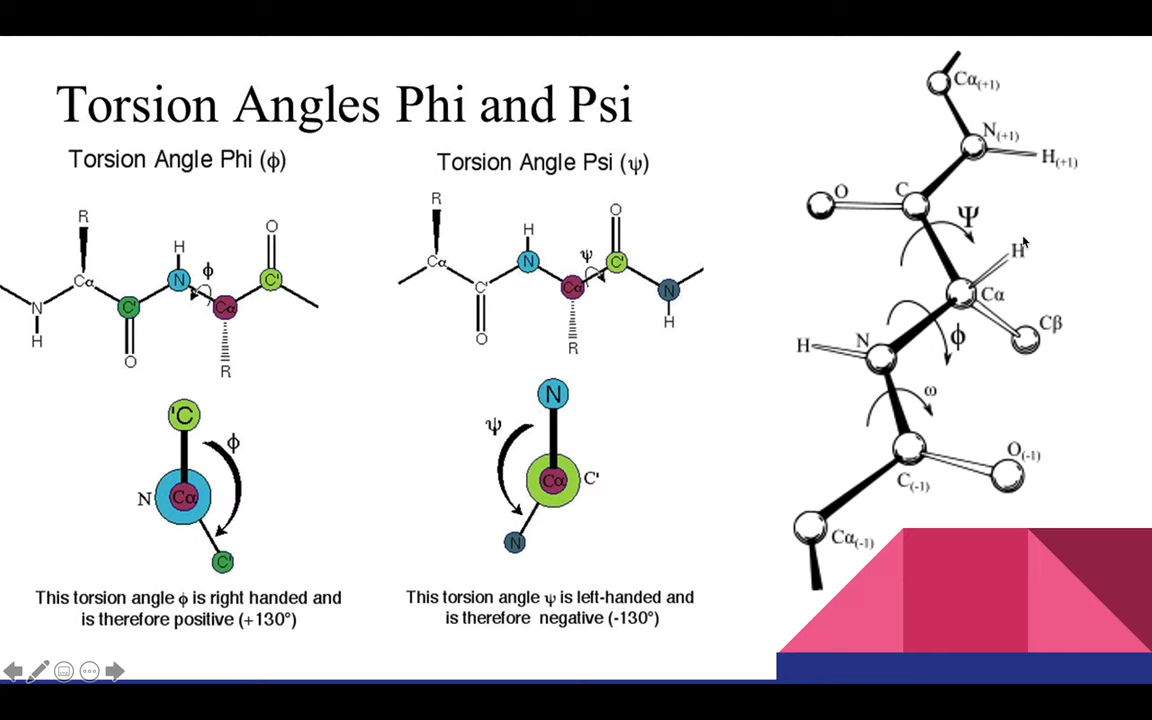 Torsion Angles Phi and Psi
Torsion Angle Phi (ϕ)
R
H
N
ϕ
O
C'
Cα
C'
N
Cα
H
O
R
'C
ϕ
N
Cα
C'
This torsion angle ϕ is right handed and
is therefore positive (+130°)
Torsion Angle Psi (ψ)
R
H
O
Cα
N
ψ
C'
C'
Cα
N
O
R
H
N
ψ
Cα
C'
N
This torsion angle ψ is left-handed and
is therefore negative (-130°)
Cα(+1)
N(+1)
H(+1)
O
C
Ψ
H
Cα
Cβ
H
N
ϕ
ω
O(-1)
C(-1)
Cα(-1)